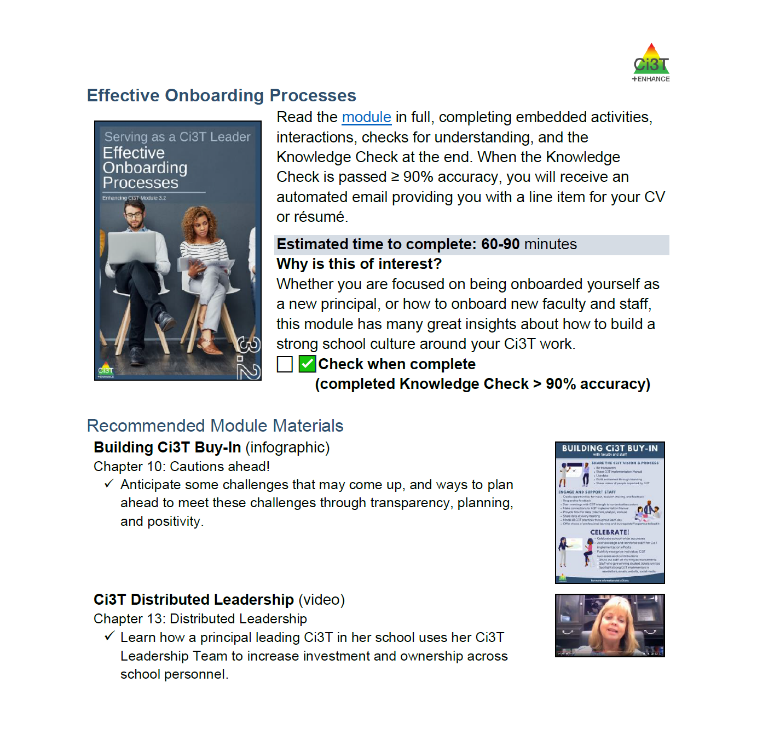 Ci3T
+ENHANCE
Effective Onboarding Processes
Serving as a Ci3T Leader
Effective
Onboarding
Processes
Enhancing Ci3T Module 3.2
3.2
Ci3T
Read the module in full, completing embedded activities,
interactions, checks for understanding, and the
Knowledge Check at the end. When the Knowledge
Check is passed ≥ 90% accuracy, you will receive an
automated email providing you with a line item for your CV
or résumé.
Estimated time to complete: 60-90 minutes
Why is this of interest?
Whether you are focused on being onboarded yourself as
a new principal, or how to onboard new faculty and staff,
this module has many great insights about how to build a
strong school culture around your Ci3T work.
☐ ✅ Check when complete
(completed Knowledge Check > 90% accuracy)
Recommended Module Materials
Building Ci3T Buy-In (infographic)
Chapter 10: Cautions ahead!
✓ Anticipate some challenges that may come up, and ways to plan
ahead to meet these challenges through transparency, planning,
and positivity.
BUILDING Ci3T BUY-IN
SHARE THE Ci3T VISION & PROCESS
ENGAGE AND SUPPORT STAFF
CELEBRATE!
Ci3T Distributed Leadership (video)
Chapter 13: Distributed Leadership
✓ Learn how a principal leading Ci3T in her school uses her Ci3T
Leadership Team to increase investment and ownership across
school personnel.